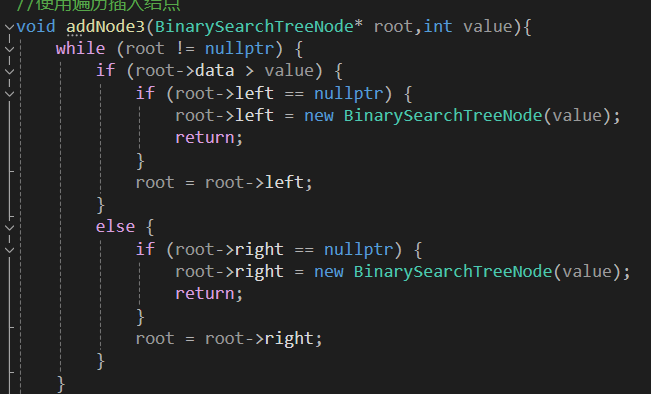 //使用遍历插入结点
void addNode3(BinarySearchTreeNode* root,int value){
    while (root != nullptr) {
        if (root->data > value) {
            if (root->left == nullptr) {
                root->left = new BinarySearchTreeNode(value);
                return;
            }
            root = root->left;
        }
        else {
            if (root->right == nullptr) {
                root->right = new BinarySearchTreeNode(value);
                return;
            }
            root = root->right;
        }
    }